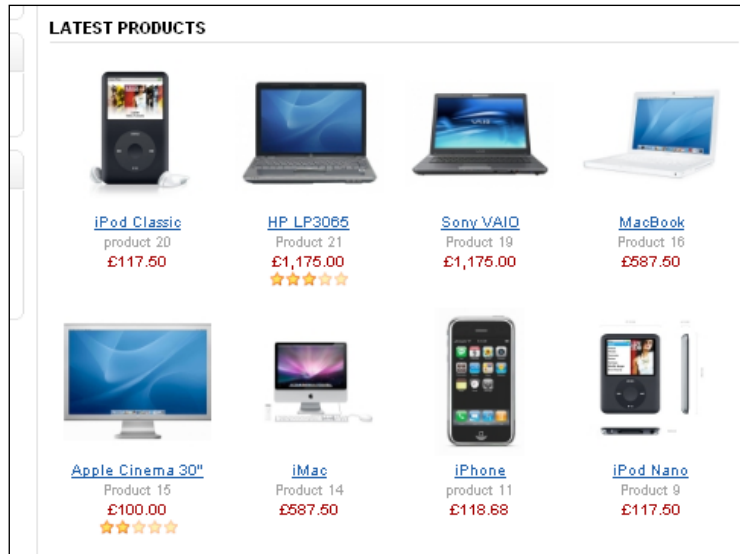 LATEST PRODUCTS
VAIO
iPod Classic
HP LP3065
Sony VAIO
MacBook
product 20
Product 21
Product 19
Product 16
£117.50
£1,175.00
£1,175.00
£587.50
Apple Cinema 30"
iMac
iPhone
iPod Nano
Product 15
Product 14
product 11
Product 9
£100.00
£587.50
£118.68
£117.50